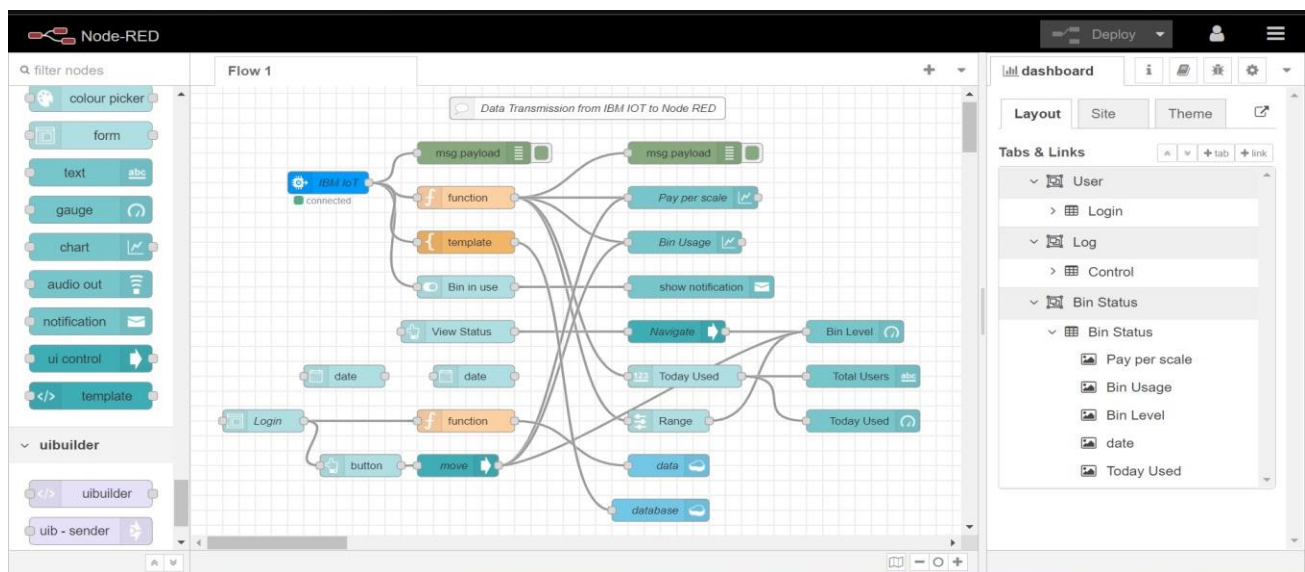 Node-RED
Deploy
filter nodes
colour picker
form
text
abc
gauge
chart
audio out
notification
ui control
template
uibuilder
uibuilder
uib - sender
Flow 1
Data Transmission from IBM IOT to Node RED
msg.payload
msg.payload
IBM IoT
connected
function
Pay per scale
template
Bin Usage
Bin in use
show notification
View Status
Navigate
Bin Level
date
date
123
Today Used
Total Users
abc
Login
function
Range
Today Used
button
move
data
database
dashboard
i
Layout
Site
Theme
Tabs & Links
+ tab
+ link
User
Login
Log
Control
Bin Status
Bin Status
Pay per scale
Bin Usage
Bin Level
date
Today Used